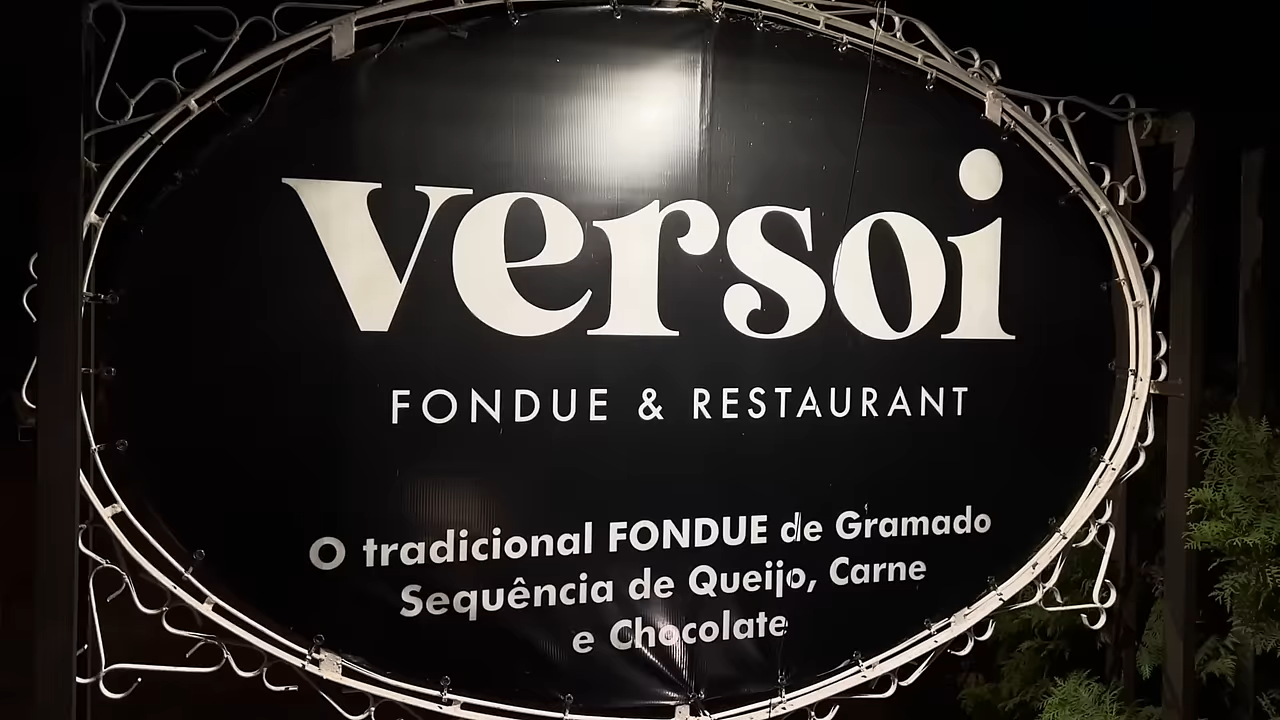 versoi
FONDUE & RESTAURANT
O tradicional FONDUE de Gramado
Sequência de Queijo, Carne
e Chocolate